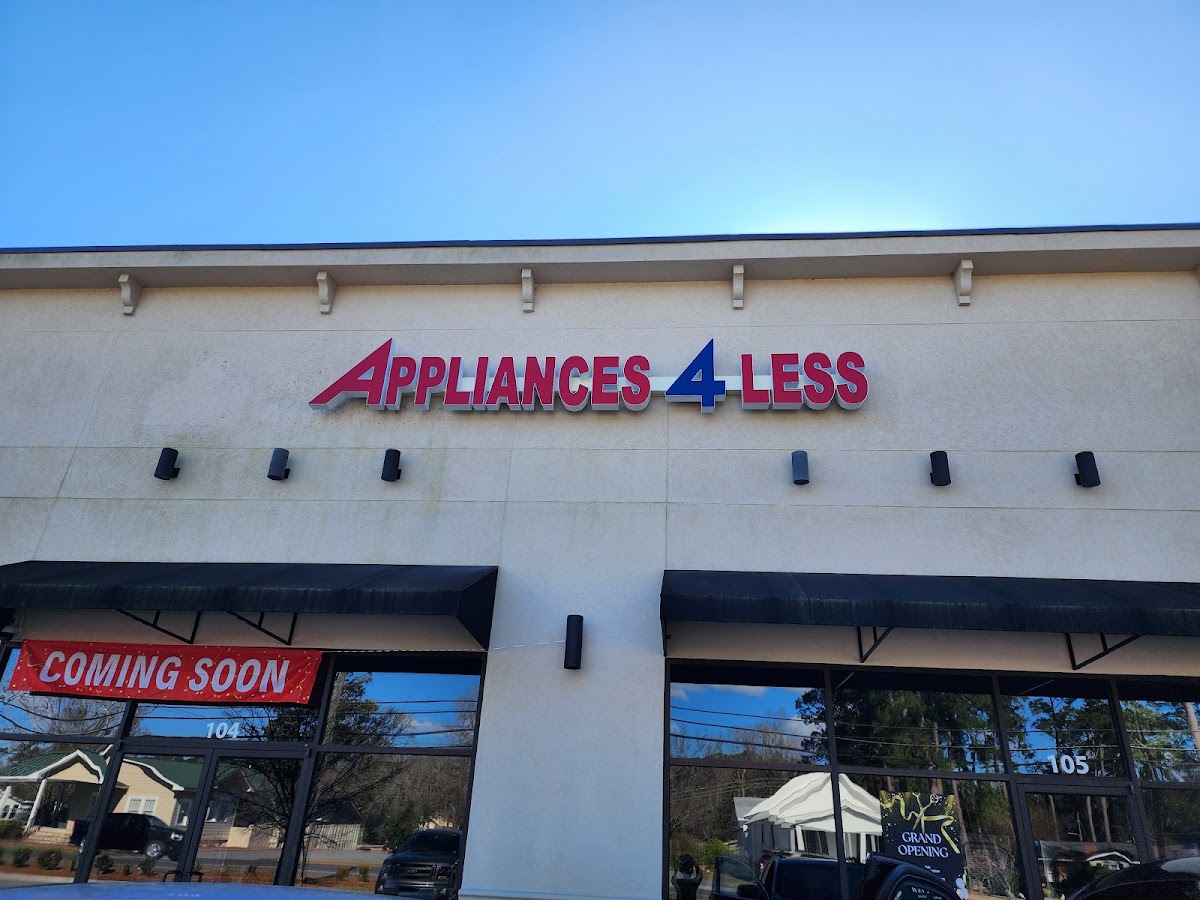 APPLIANCES 4 LESS
COMING SOON
104
105
GRAND
OPENING